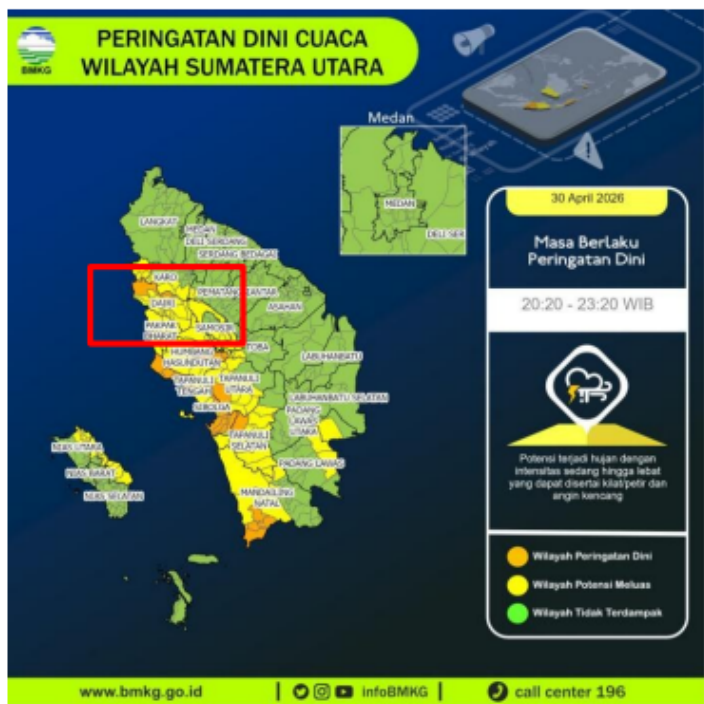 BMKG
PERINGATAN DINI CUACA
WILAYAH SUMATERA UTARA
Medan
MEDAN
DELI SER
LANGKAT
MEDAN
DELI SERDANG
SERDANG BEDAGAI
KARO
PEMATANG
ANTAR
DAIRI
ASAHAN
PAKPAK
BHARAT
SAMOSIR
TOBA
HUMBANG
HASUNDUTAN
LABUHANBATU
TAPANULI
TENGAH
TAPANULI
UTARA
LABUHANBATU SELATAN
SIBOLGA
PADANG
LAWAS
UTARA
TAPANULI
SELATAN
PADANG LAWAS
NIAS UTARA
NIAS BARAT
NIAS SELATAN
MANDAILING
NATAL
30 April 2026
Masa Berlaku
Peringatan Dini
20:20 - 23:20 WIB
Potensi terjadi hujan dengan
intensitas sedang hingga lebat
yang dapat disertai kilat/petir dan
angin kencang
Wilayah Peringatan Dini
Wilayah Potensi Meluas
Wilayah Tidak Terdampak
www.bmkg.go.id
infoBMKG
call center 196